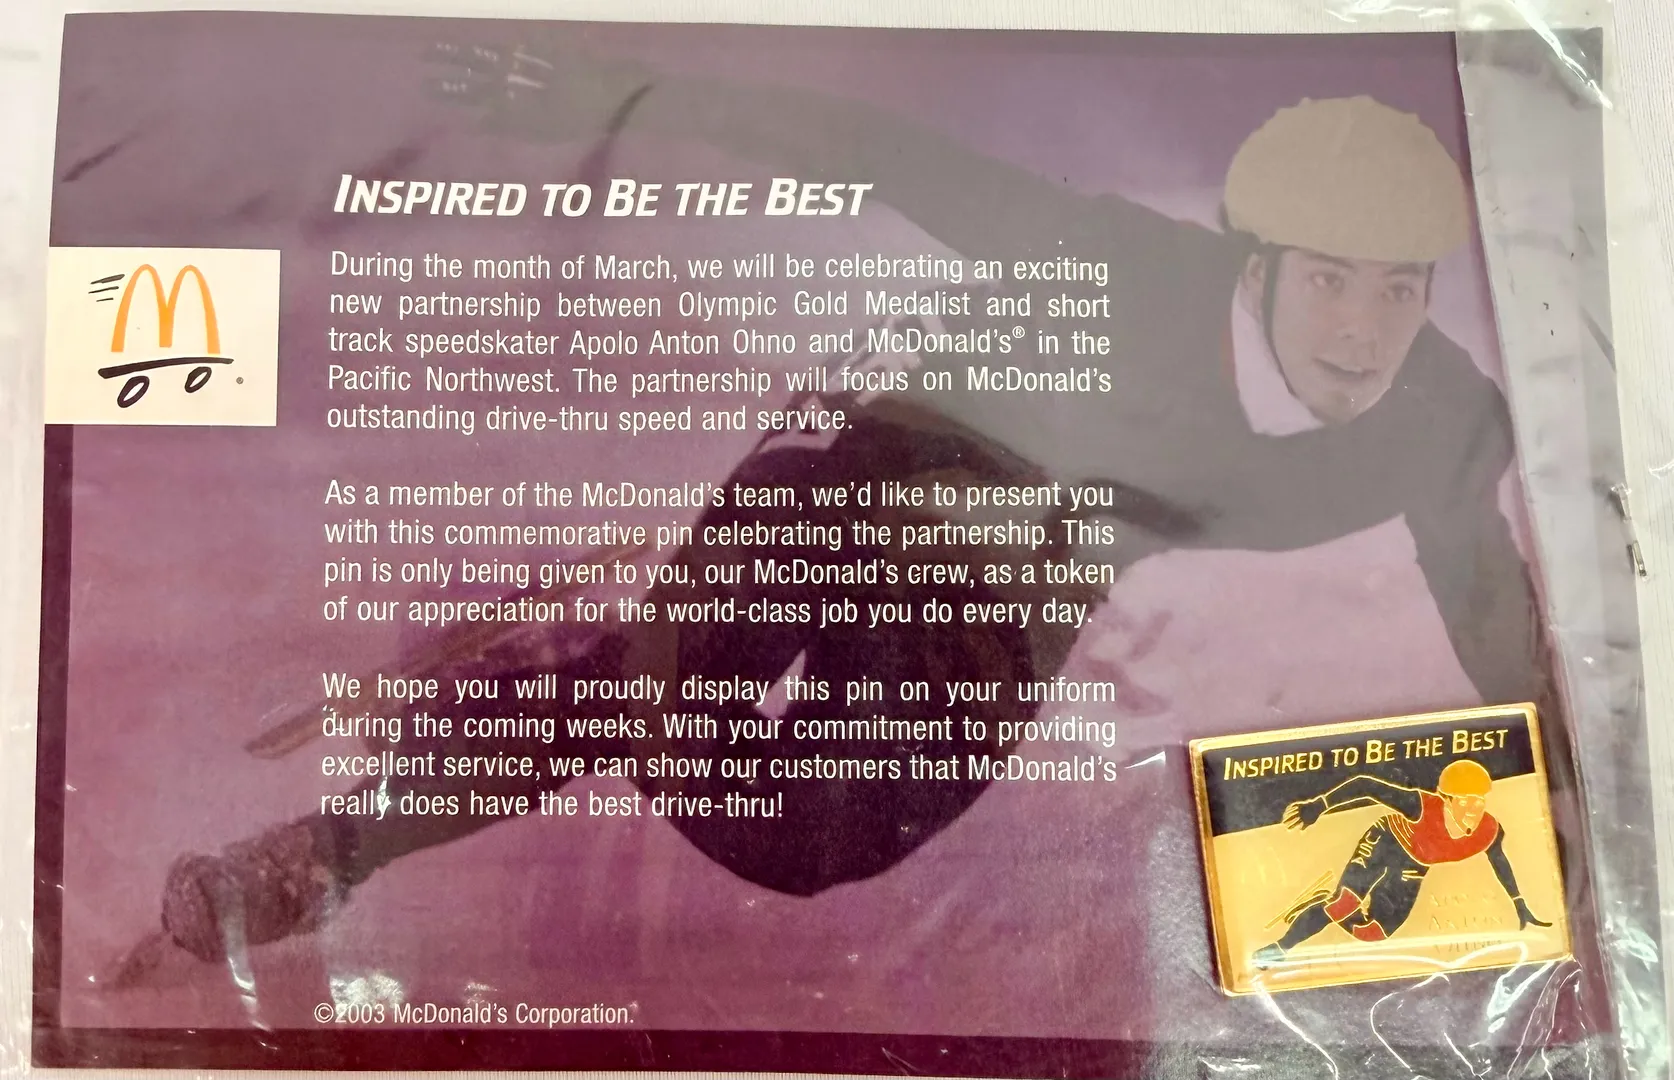 INSPIRED TO BE THE BEST
During the month of March, we will be celebrating an exciting
new partnership between Olympic Gold Medalist and short
track speedskater Apolo Anton Ohno and McDonald's® in the
Pacific Northwest. The partnership will focus on McDonald's
outstanding drive-thru speed and service.
As a member of the McDonald's team, we'd like to present you
with this commemorative pin celebrating the partnership. This
pin is only being given to you, our McDonald's crew, as a token
of our appreciation for the world-class job you do every day.
We hope you will proudly display this pin on your uniform
during the coming weeks. With your commitment to providing
excellent service, we can show our customers that McDonald's
really does have the best drive-thru!
©2003 McDonald's Corporation.
INSPIRED TO BE THE BEST
USA